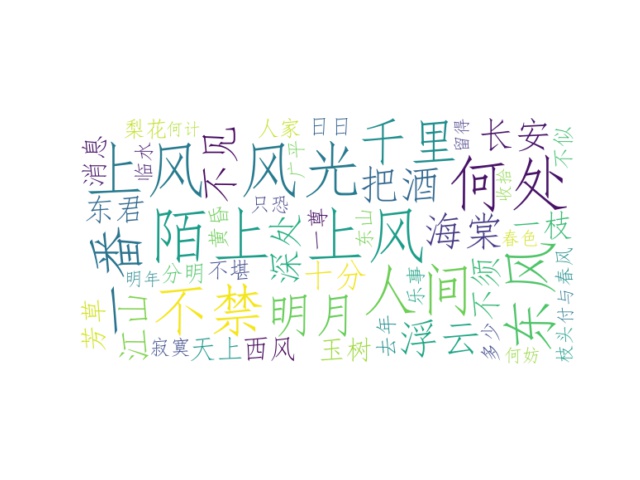 梨花
何计
人家
日日
千里
留得
长安
不似
消息
临水
上风
不见
风光
广平
把酒
何处
收拾
东君
一番
陌上
黄昏
只恐
深处
一尊
上风
东山
海棠
春色
一枝
东风
明年
分明
不堪
十分
人间
乐事
不须
枝头付与春风
芳草
江山
不禁
明月
去年
浮云
多少
何妨
寂寞
天上
西风
玉树